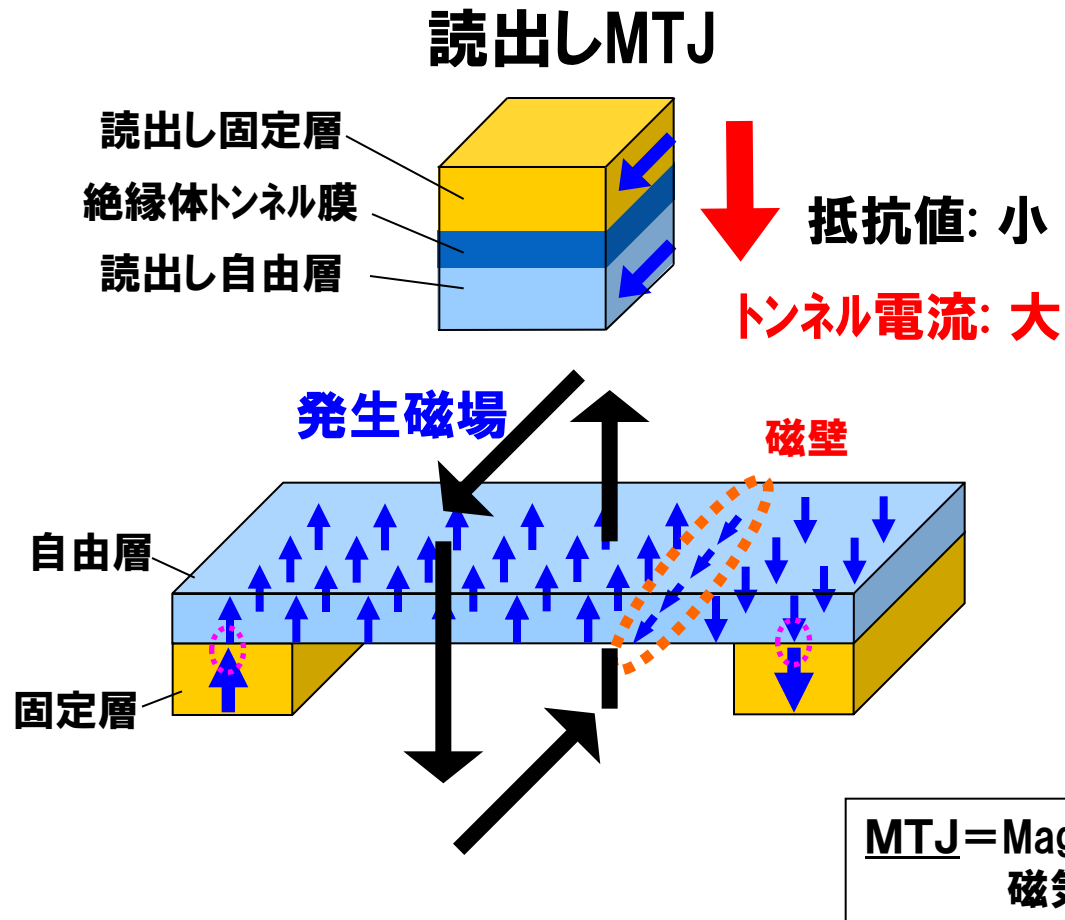 読出しMTJ
読出し固定層
絶縁体トンネル膜
読出し自由層
抵抗値: 小
トンネル電流: 大
発生磁場
磁壁
自由層
固定層
MTJ＝Mag
磁気